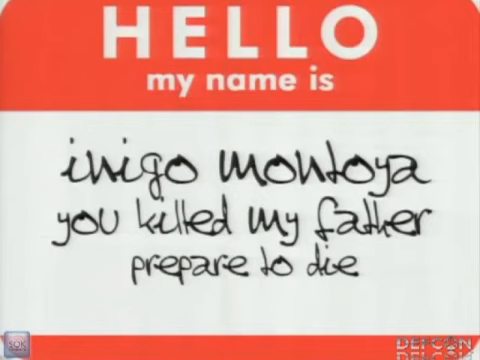 HELLO
my name is
inigo montoya
you killed my father
prepare to die
DEFCON